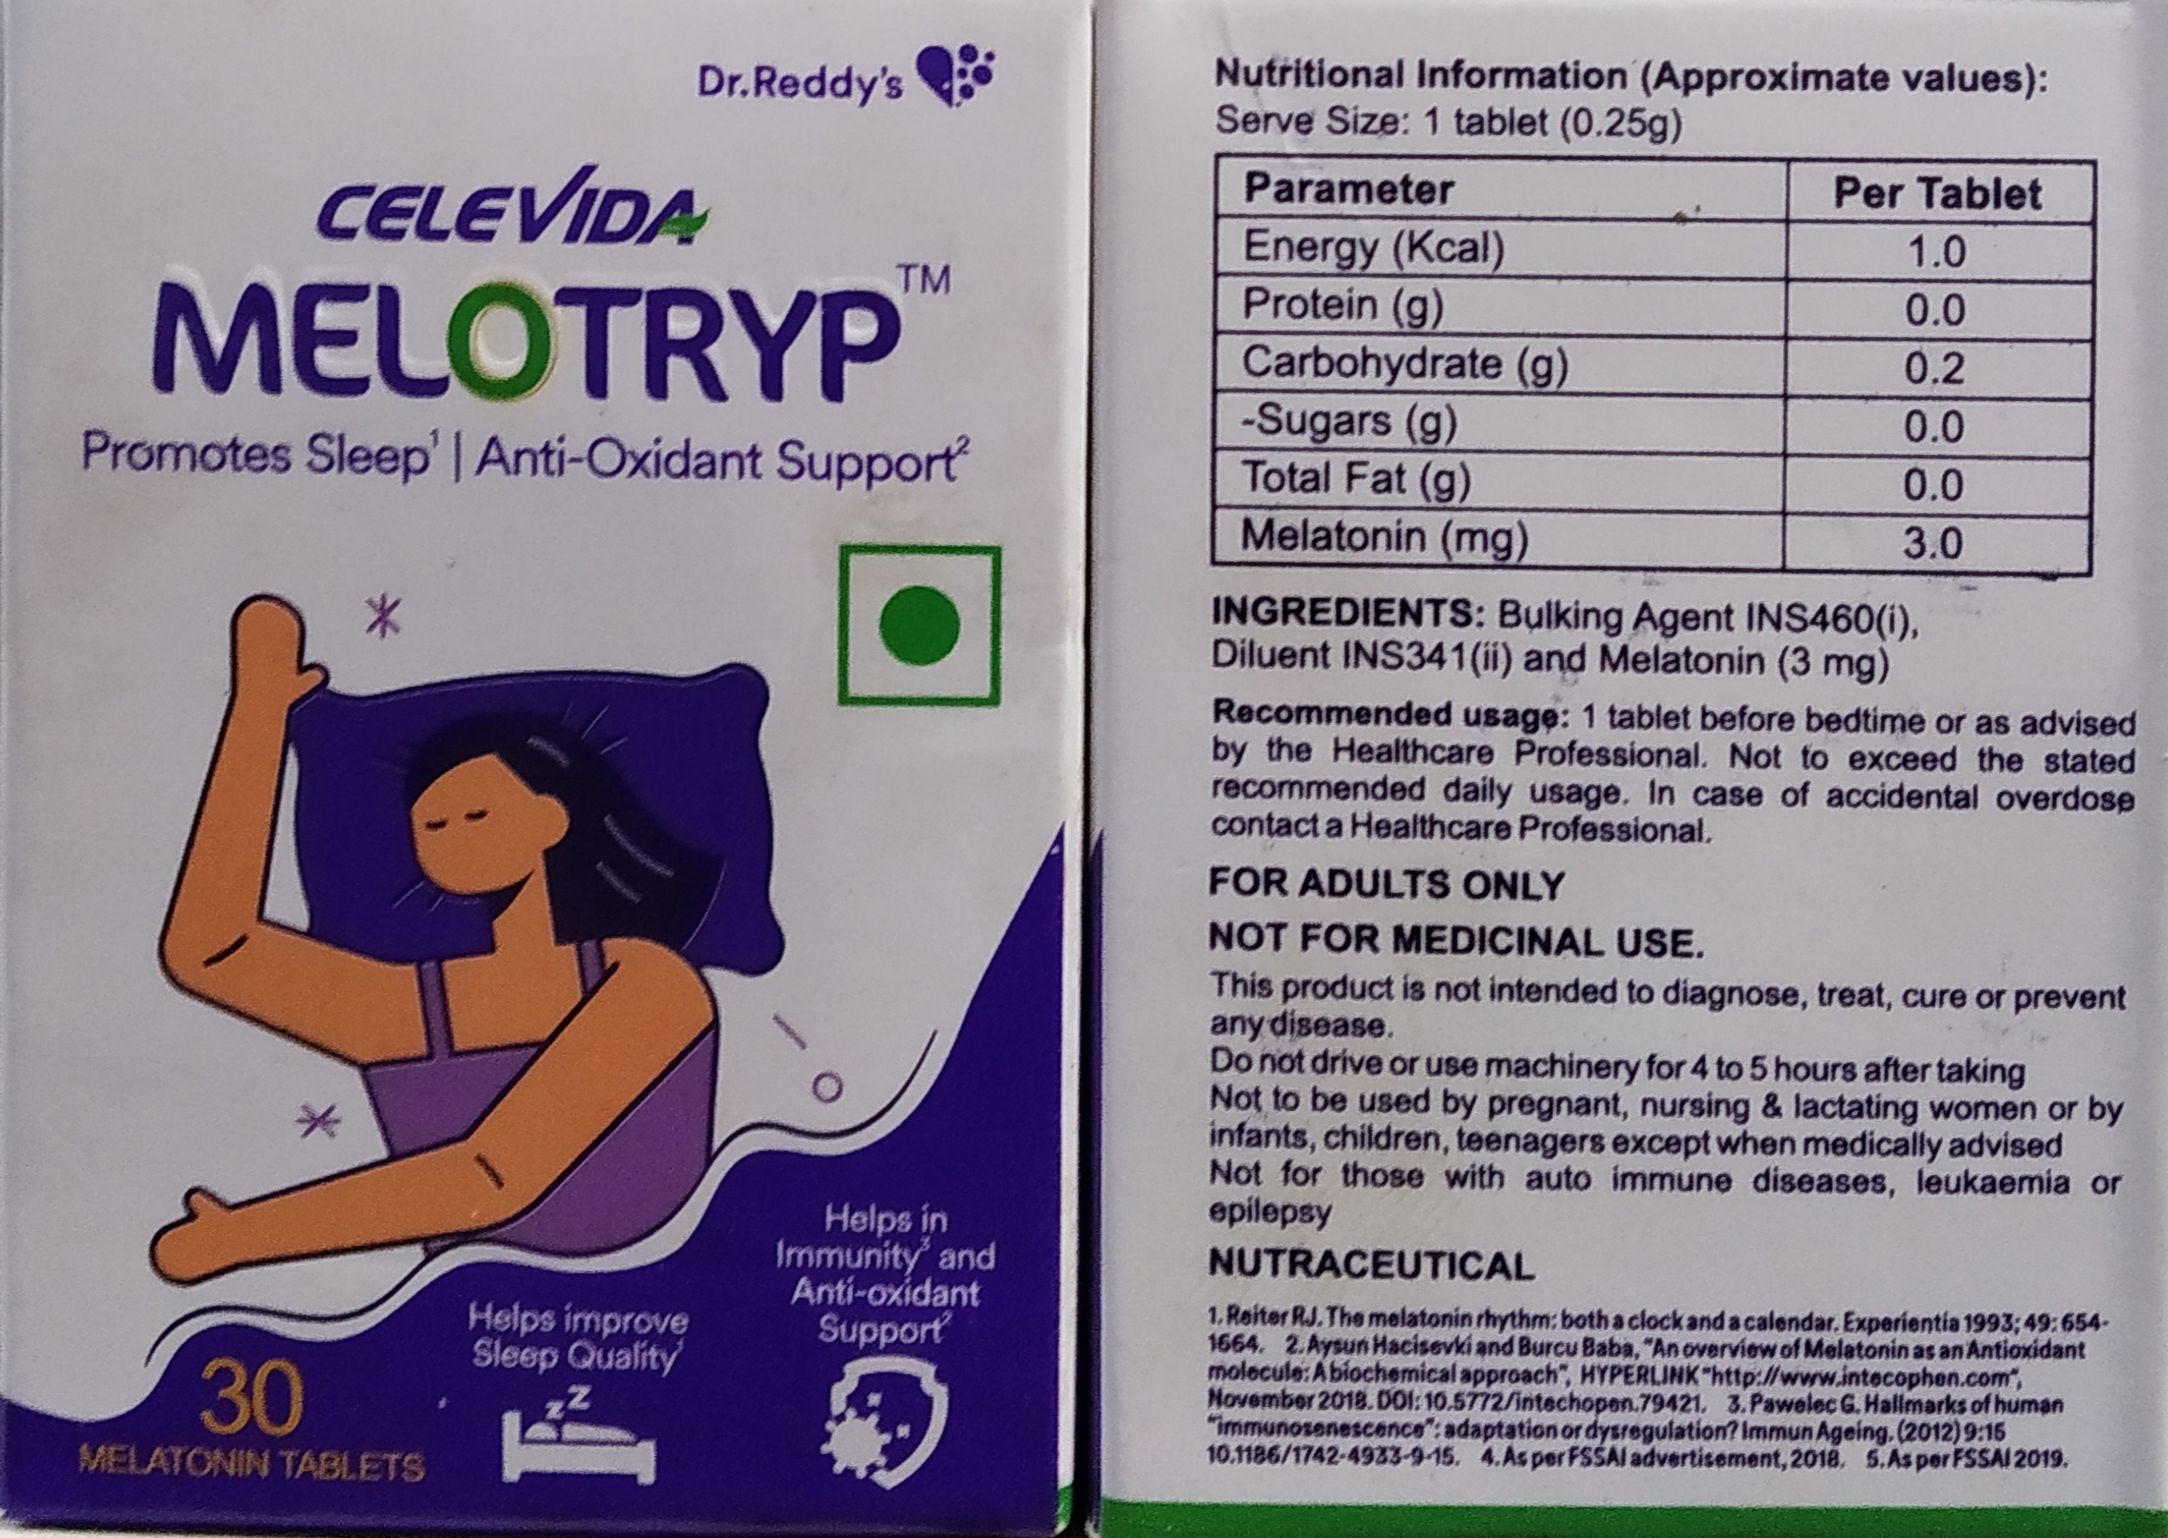 Dr.Reddy's
CELEVIDA
MELOTRYP™
Promotes Sleep¹ | Anti-Oxidant Support²
Helps in
Immunity³ and
Anti-oxidant
Support²
Helps improve
Sleep Quality¹
zzZ
30
MELATONIN TABLETS
Nutritional Information (Approximate values):
Serve Size: 1 tablet (0.25g)
Parameter Per Tablet
Energy (Kcal) 1.0
Protein (g) 0.0
Carbohydrate (g) 0.2
-Sugars (g) 0.0
Total Fat (g) 0.0
Melatonin (mg) 3.0
INGREDIENTS: Bulking Agent INS460(i),
Diluent INS341(ii) and Melatonin (3 mg)
Recommended usage: 1 tablet before bedtime or as advised
by the Healthcare Professional. Not to exceed the stated
recommended daily usage. In case of accidental overdose
contact a Healthcare Professional.
FOR ADULTS ONLY
NOT FOR MEDICINAL USE.
This product is not intended to diagnose, treat, cure or prevent
any disease.
Do not drive or use machinery for 4 to 5 hours after taking
Not to be used by pregnant, nursing & lactating women or by
infants, children, teenagers except when medically advised
Not for those with auto immune diseases, leukaemia or
epilepsy
NUTRACEUTICAL
1. Reiter RJ. The melatonin rhythm: both a clock and a calendar. Experientia 1993; 49: 654-
1664. 2. Aysun Hacisevki and Burcu Baba, "An overview of Melatonin as an Antioxidant
molecule: A biochemical approach", HYPERLINK "http://www.intecophen.com",
November 2018. DOI: 10.5772/intechopen.79421. 3. Pawelec G. Hallmarks of human
"immunosenescence": adaptation or dysregulation? Immun Ageing. (2012) 9:15
10.1186/1742-4933-9-15. 4. As per FSSAI advertisement, 2018. 5. As per FSSAI 2019.